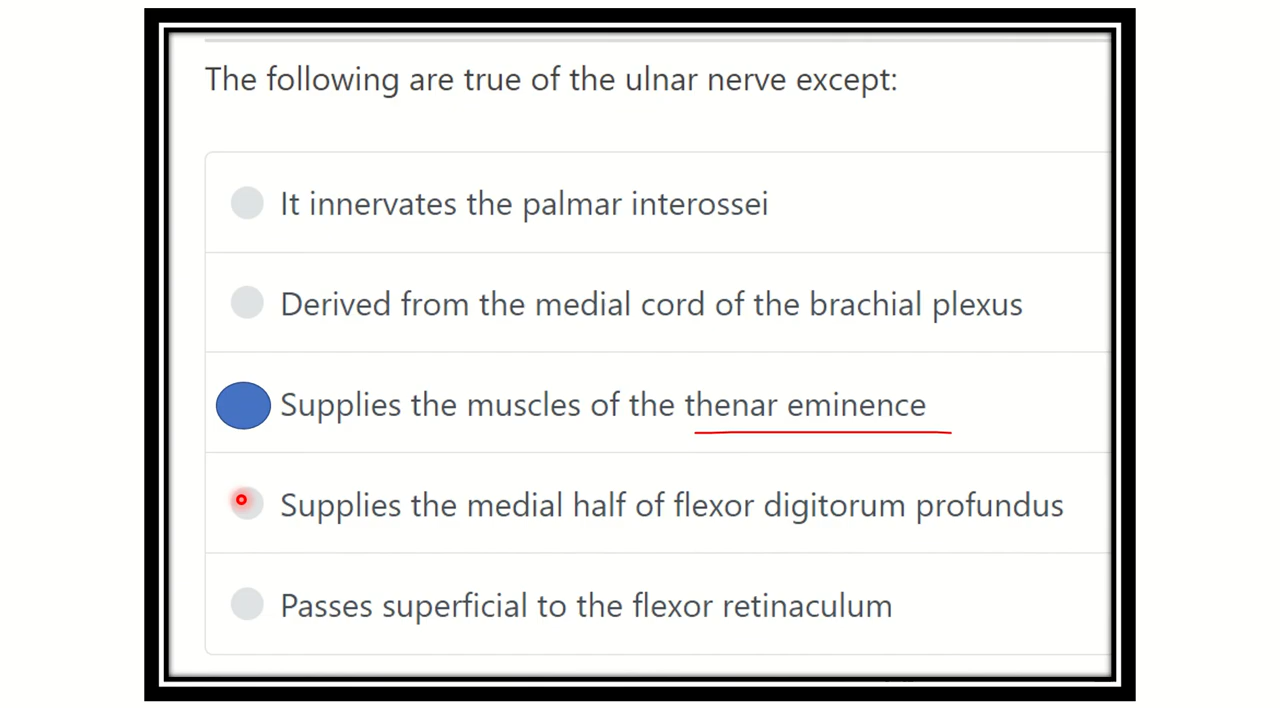 The following are true of the ulnar nerve except:
It innervates the palmar interossei
Derived from the medial cord of the brachial plexus
Supplies the muscles of the thenar eminence
Supplies the medial half of flexor digitorum profundus
Passes superficial to the flexor retinaculum